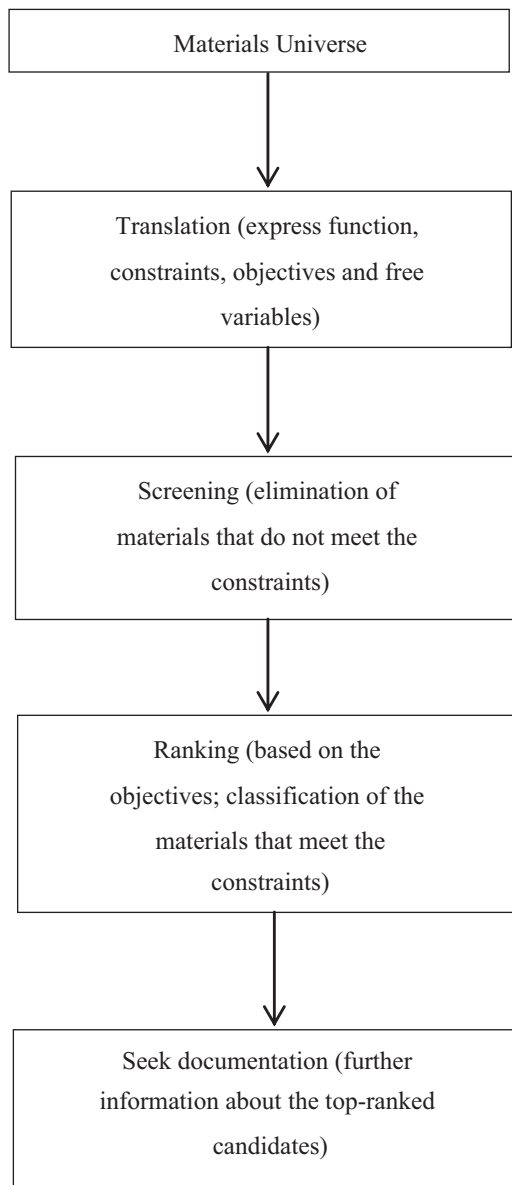 Materials Universe
Translation (express function,
constraints, objectives and free
variables)
Screening (elimination of
materials that do not meet the
constraints)
Ranking (based on the
objectives; classification of the
materials that meet the
constraints)
Seek documentation (further
information about the top-ranked
candidates)